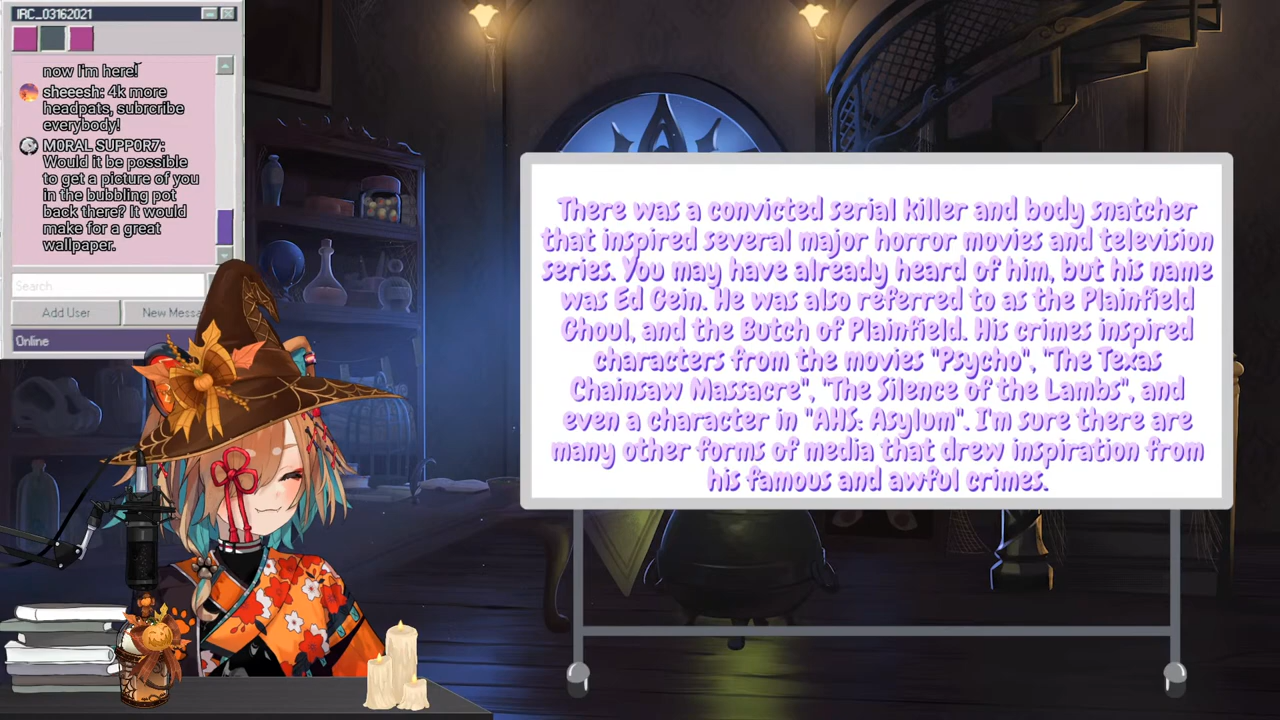 IRC_03162021
now I'm here!
sheeesh: 4k more
headpats, subrcribe
everybody!
M0RAL SUPP0R7:
Would it be possible
to get a picture of you
in the bubbling pot
back there? It would
make for a great
wallpaper.
Search
Add User
New Messa
Online
There was a convicted serial killer and body snatcher
that inspired several major horror movies and television
series. You may have already heard of him, but his name
was Ed Gein. He was also referred to as the Plainfield
Ghoul, and the Butch of Plainfield. His crimes inspired
characters from the movies "Psycho", "The Texas
Chainsaw Massacre", "The Silence of the Lambs", and
even a character in "AHS: Asylum". I'm sure there are
many other forms of media that drew inspiration from
his famous and awful crimes.